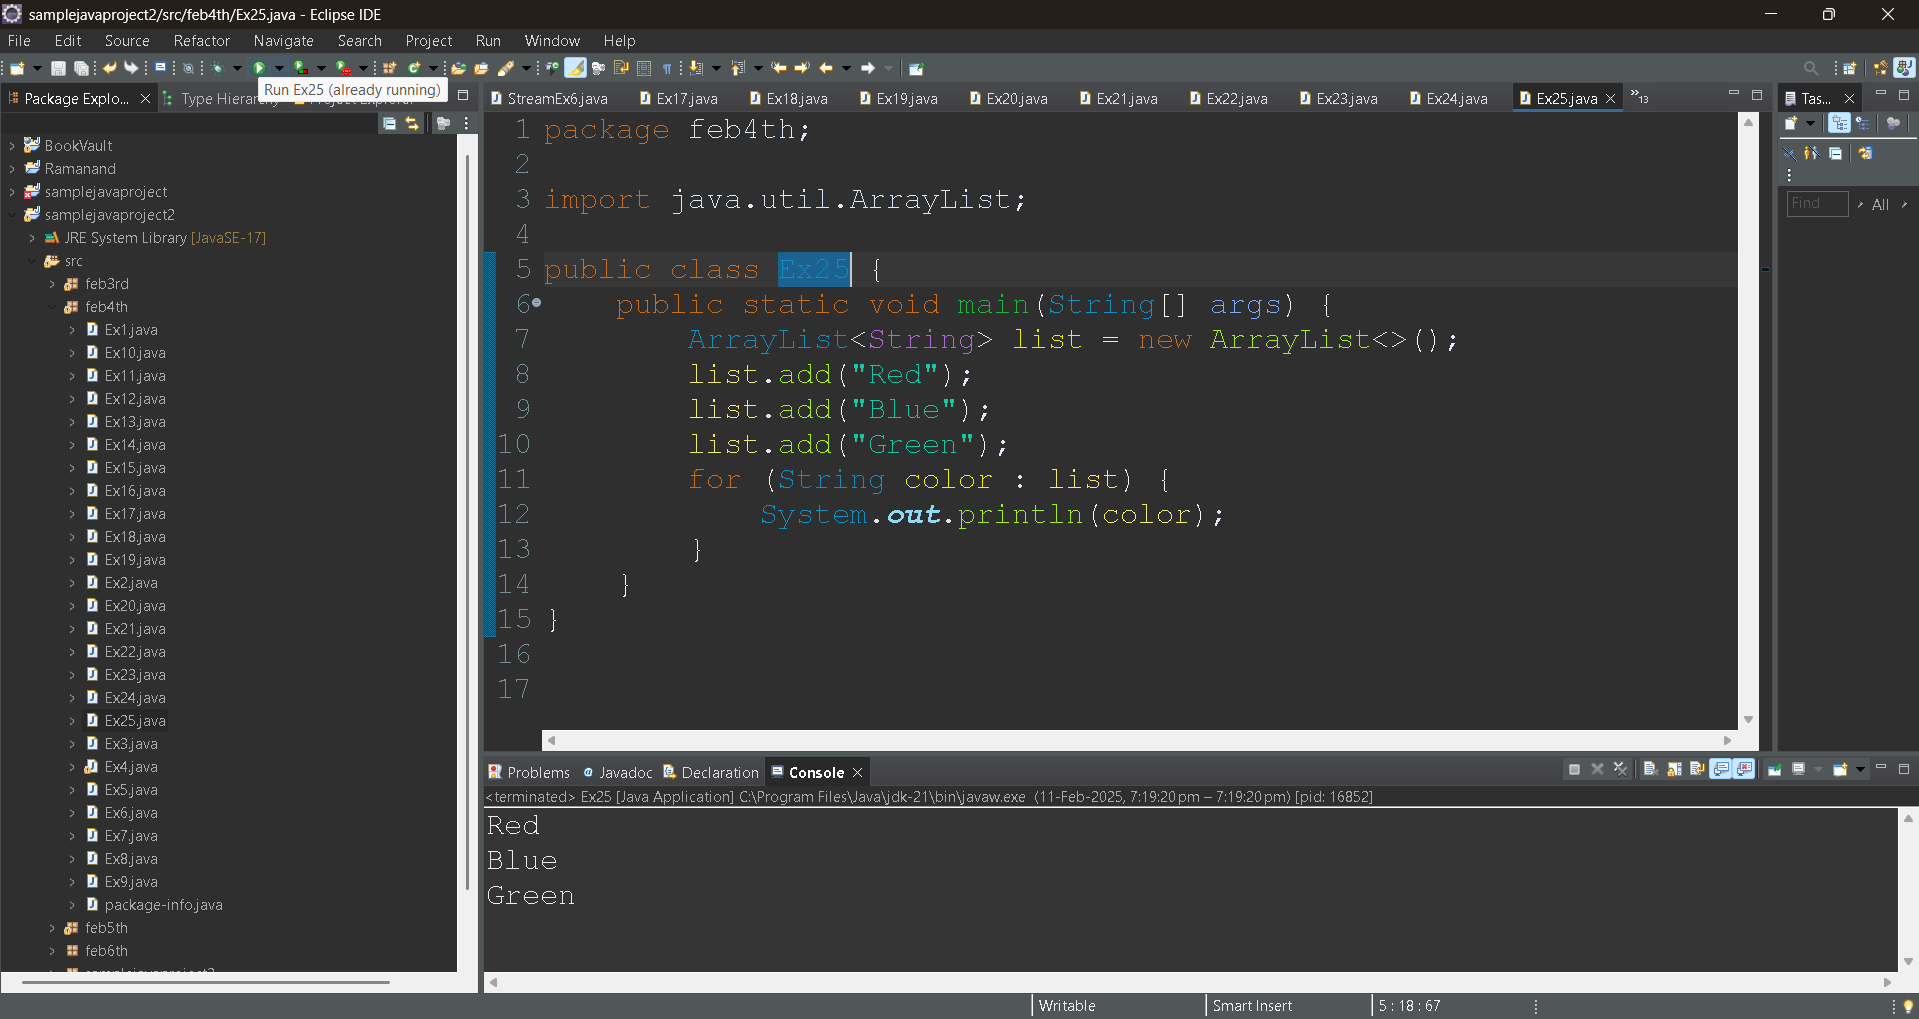 samplejavaproject2/src/feb4th/Ex25.java - Eclipse IDE
File Edit Source Refactor Navigate Search Project Run Window Help
Run Ex25 (already running)
Package Explo... Type Hierarchy
BookVault
Ramanand
samplejavaproject
samplejavaproject2
JRE System Library [JavaSE-17]
src
feb3rd
feb4th
Ex1.java
Ex10.java
Ex11.java
Ex12.java
Ex13.java
Ex14.java
Ex15.java
Ex16.java
Ex17.java
Ex18.java
Ex19.java
Ex2.java
Ex20.java
Ex21.java
Ex22.java
Ex23.java
Ex24.java
Ex25.java
Ex3.java
Ex4.java
Ex5.java
Ex6.java
Ex7.java
Ex8.java
Ex9.java
package-info.java
feb5th
feb6th
StreamEx6.java Ex17.java Ex18.java Ex19.java Ex20.java Ex21.java Ex22.java Ex23.java Ex24.java Ex25.java »13
1 package feb4th;
2
3 import java.util.ArrayList;
4
5 public class Ex25 {
6 public static void main(String[] args) {
7 ArrayList<String> list = new ArrayList<>();
8 list.add("Red");
9 list.add("Blue");
10 list.add("Green");
11 for (String color : list) {
12 System.out.println(color);
13 }
14 }
15 }
16
17
Tas...
Find All
Problems Javadoc Declaration Console
<terminated> Ex25 [Java Application] C:\Program Files\Java\jdk-21\bin\javaw.exe (11-Feb-2025, 7:19:20 pm – 7:19:20 pm) [pid: 16852]
Red
Blue
Green
Writable Smart Insert 5 : 18 : 67